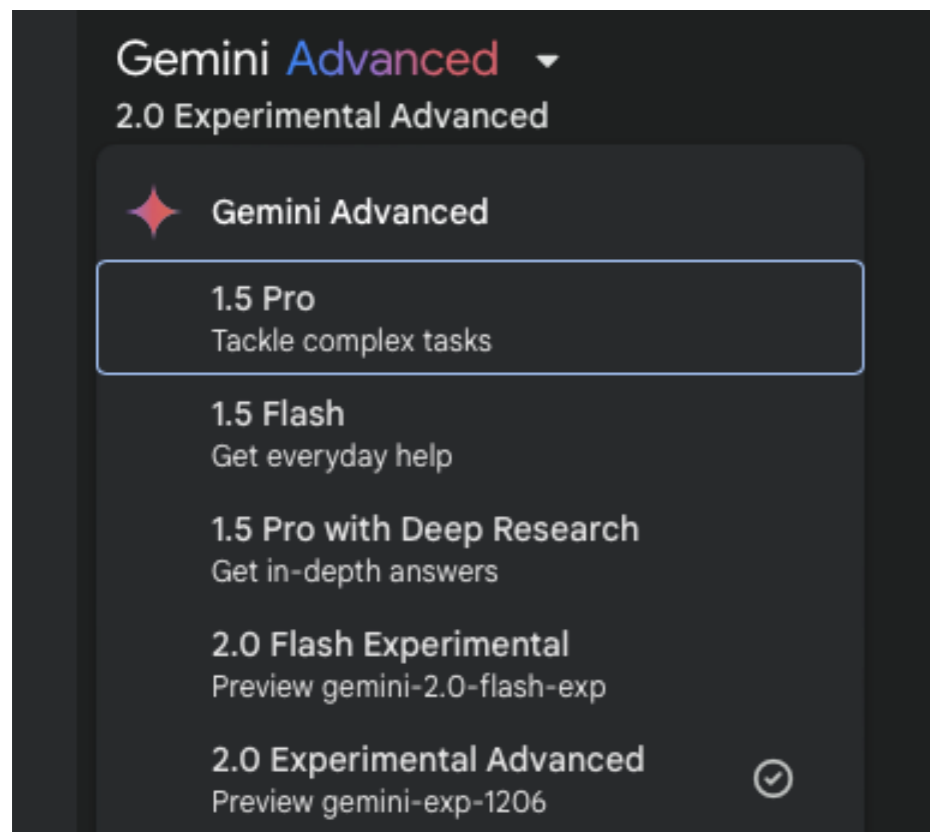 Gemini Advanced
2.0 Experimental Advanced
Gemini Advanced
1.5 Pro
Tackle complex tasks
1.5 Flash
Get everyday help
1.5 Pro with Deep Research
Get in-depth answers
2.0 Flash Experimental
Preview gemini-2.0-flash-exp
2.0 Experimental Advanced
Preview gemini-exp-1206